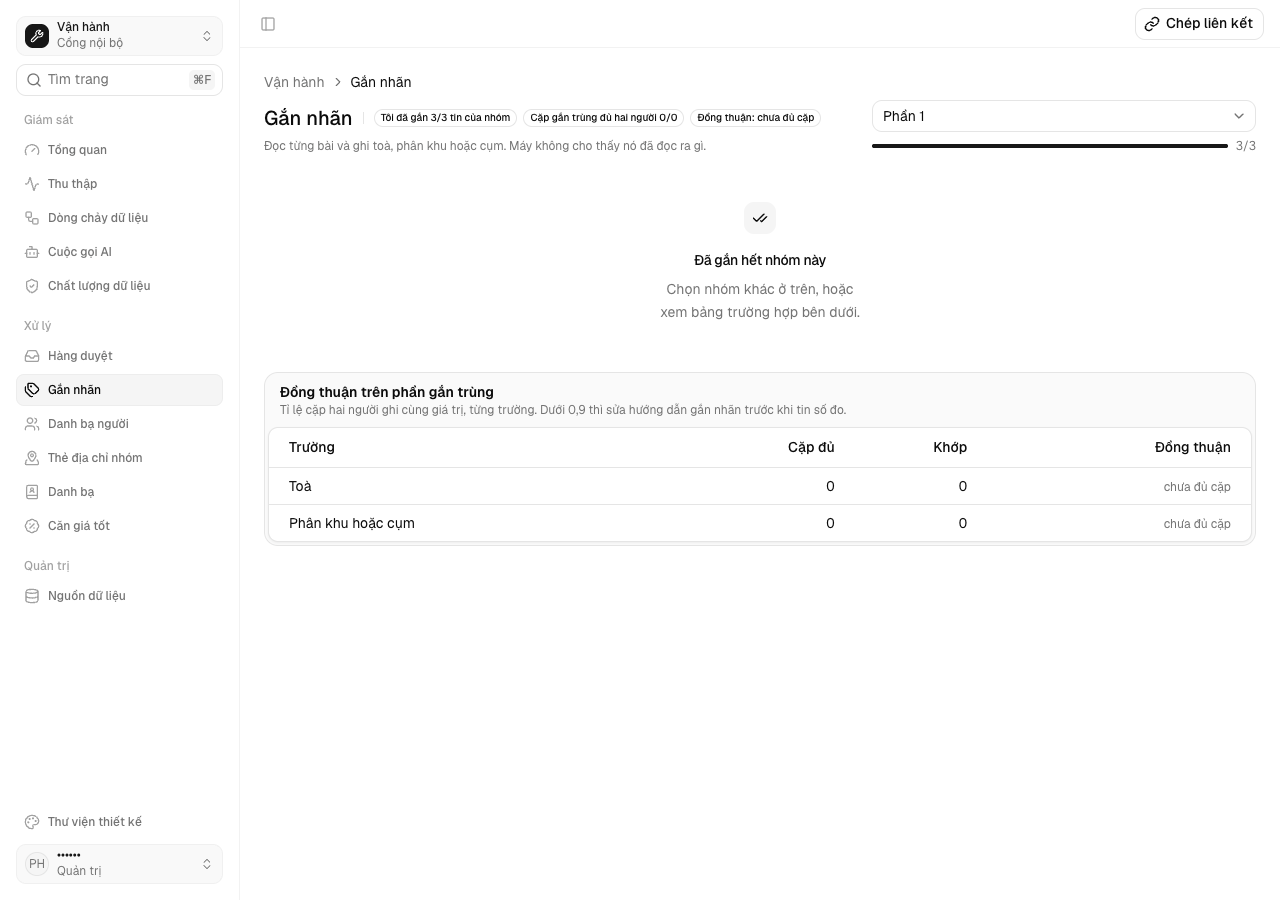 Vận hành
Cổng nội bộ
Tìm trang
⌘F
Giám sát
Tổng quan
Thu thập
Dòng chảy dữ liệu
Cuộc gọi AI
Chất lượng dữ liệu
Xử lý
Hàng duyệt
Gắn nhãn
Danh bạ người
Thẻ địa chỉ nhóm
Danh bạ
Căn giá tốt
Quản trị
Nguồn dữ liệu
Thư viện thiết kế
PH
••••••
Quản trị
Chép liên kết
Vận hành > Gắn nhãn
Gắn nhãn
Tôi đã gắn 3/3 tin của nhóm
Cặp gắn trùng đủ hai người 0/0
Đồng thuận: chưa đủ cặp
Đọc từng bài và ghi toà, phân khu hoặc cụm. Máy không cho thấy nó đã đọc ra gì.
Phần 1
3/3
Đã gắn hết nhóm này
Chọn nhóm khác ở trên, hoặc
xem bảng trường hợp bên dưới.
Đồng thuận trên phần gắn trùng
Tỉ lệ cặp hai người ghi cùng giá trị, từng trường. Dưới 0,9 thì sửa hướng dẫn gắn nhãn trước khi tin số đo.
Trường Cặp đủ Khớp Đồng thuận
Toà 0 0 chưa đủ cặp
Phân khu hoặc cụm 0 0 chưa đủ cặp